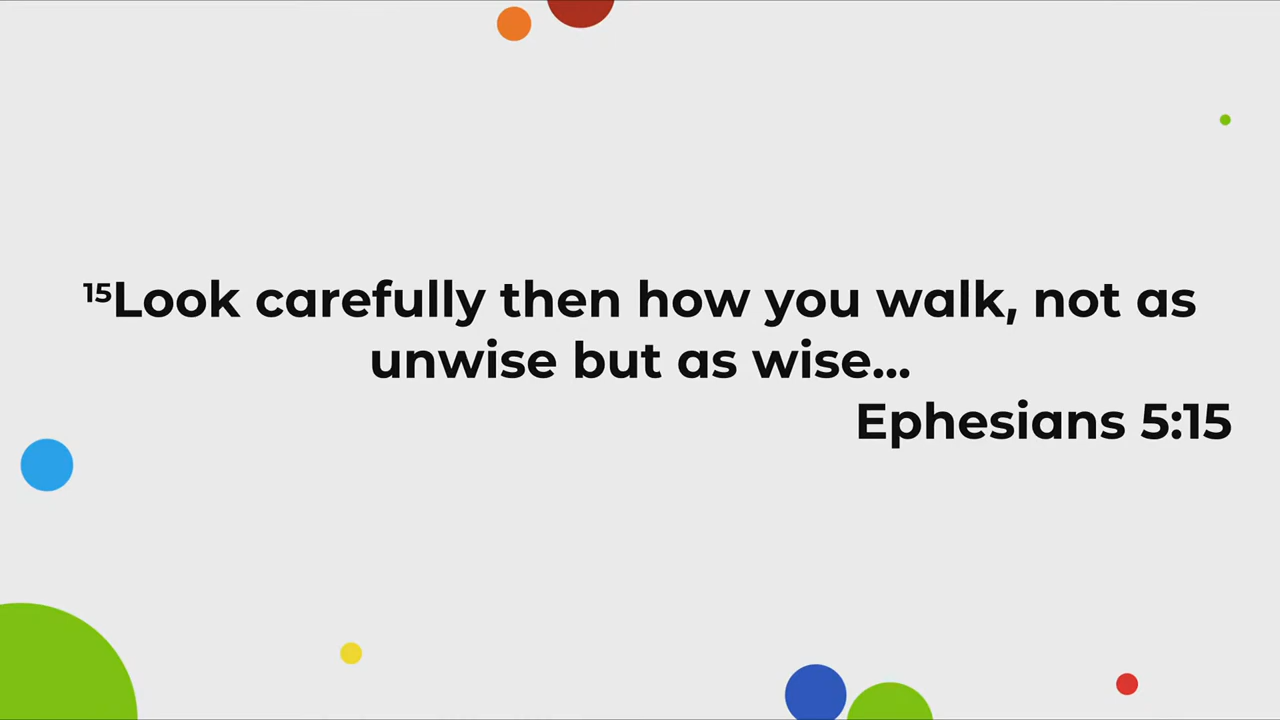 ¹⁵Look carefully then how you walk, not as
unwise but as wise...
Ephesians 5:15